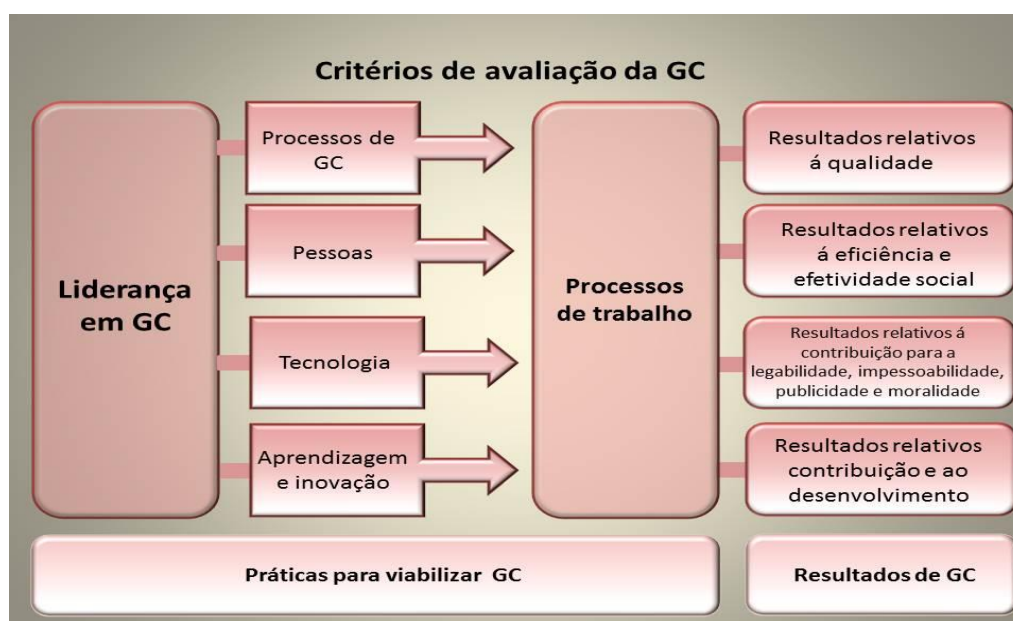 Critérios de avaliação da GC
Liderança
em GC
Processos de
GC
Pessoas
Tecnologia
Aprendizagem
e inovação
Processos
de trabalho
Resultados relativos
á qualidade
Resultados relativos
á eficiência e
efetividade social
Resultados relativos á
contribuição para a
legabilidade, impessoabilidade,
publicidade e moralidade
Resultados relativos
contribuição e ao
desenvolvimento
Práticas para viabilizar GC
Resultados de GC